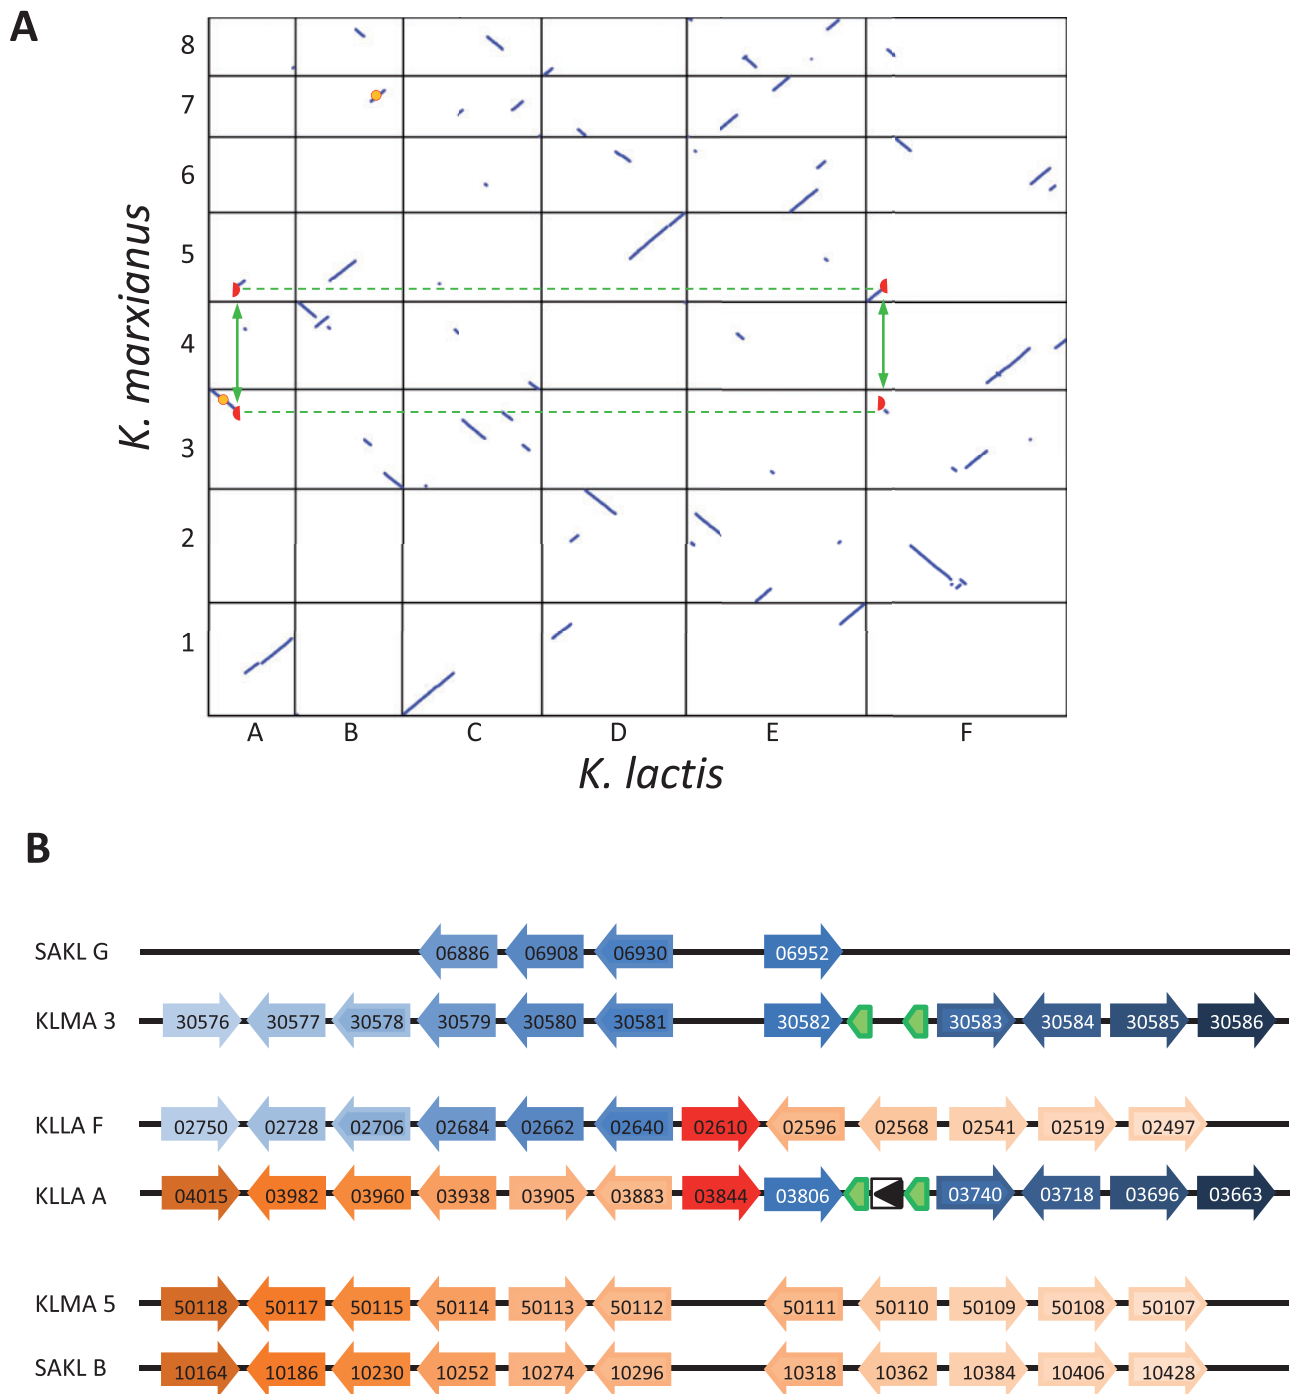 A
8
7
6
5
4
3
2
1
K. marxianus
A B C D E F
K. lactis
B
SAKL G 06886 06908 06930 06952
KLMA 3 30576 30577 30578 30579 30580 30581 30582 30583 30584 30585 30586
KLLA F 02750 02728 02706 02684 02662 02640 02610 02596 02568 02541 02519 02497
KLLA A 04015 03982 03960 03938 03905 03883 03844 03806 03740 03718 03696 03663
KLMA 5 50118 50117 50115 50114 50113 50112 50111 50110 50109 50108 50107
SAKL B 10164 10186 10230 10252 10274 10296 10318 10362 10384 10406 10428